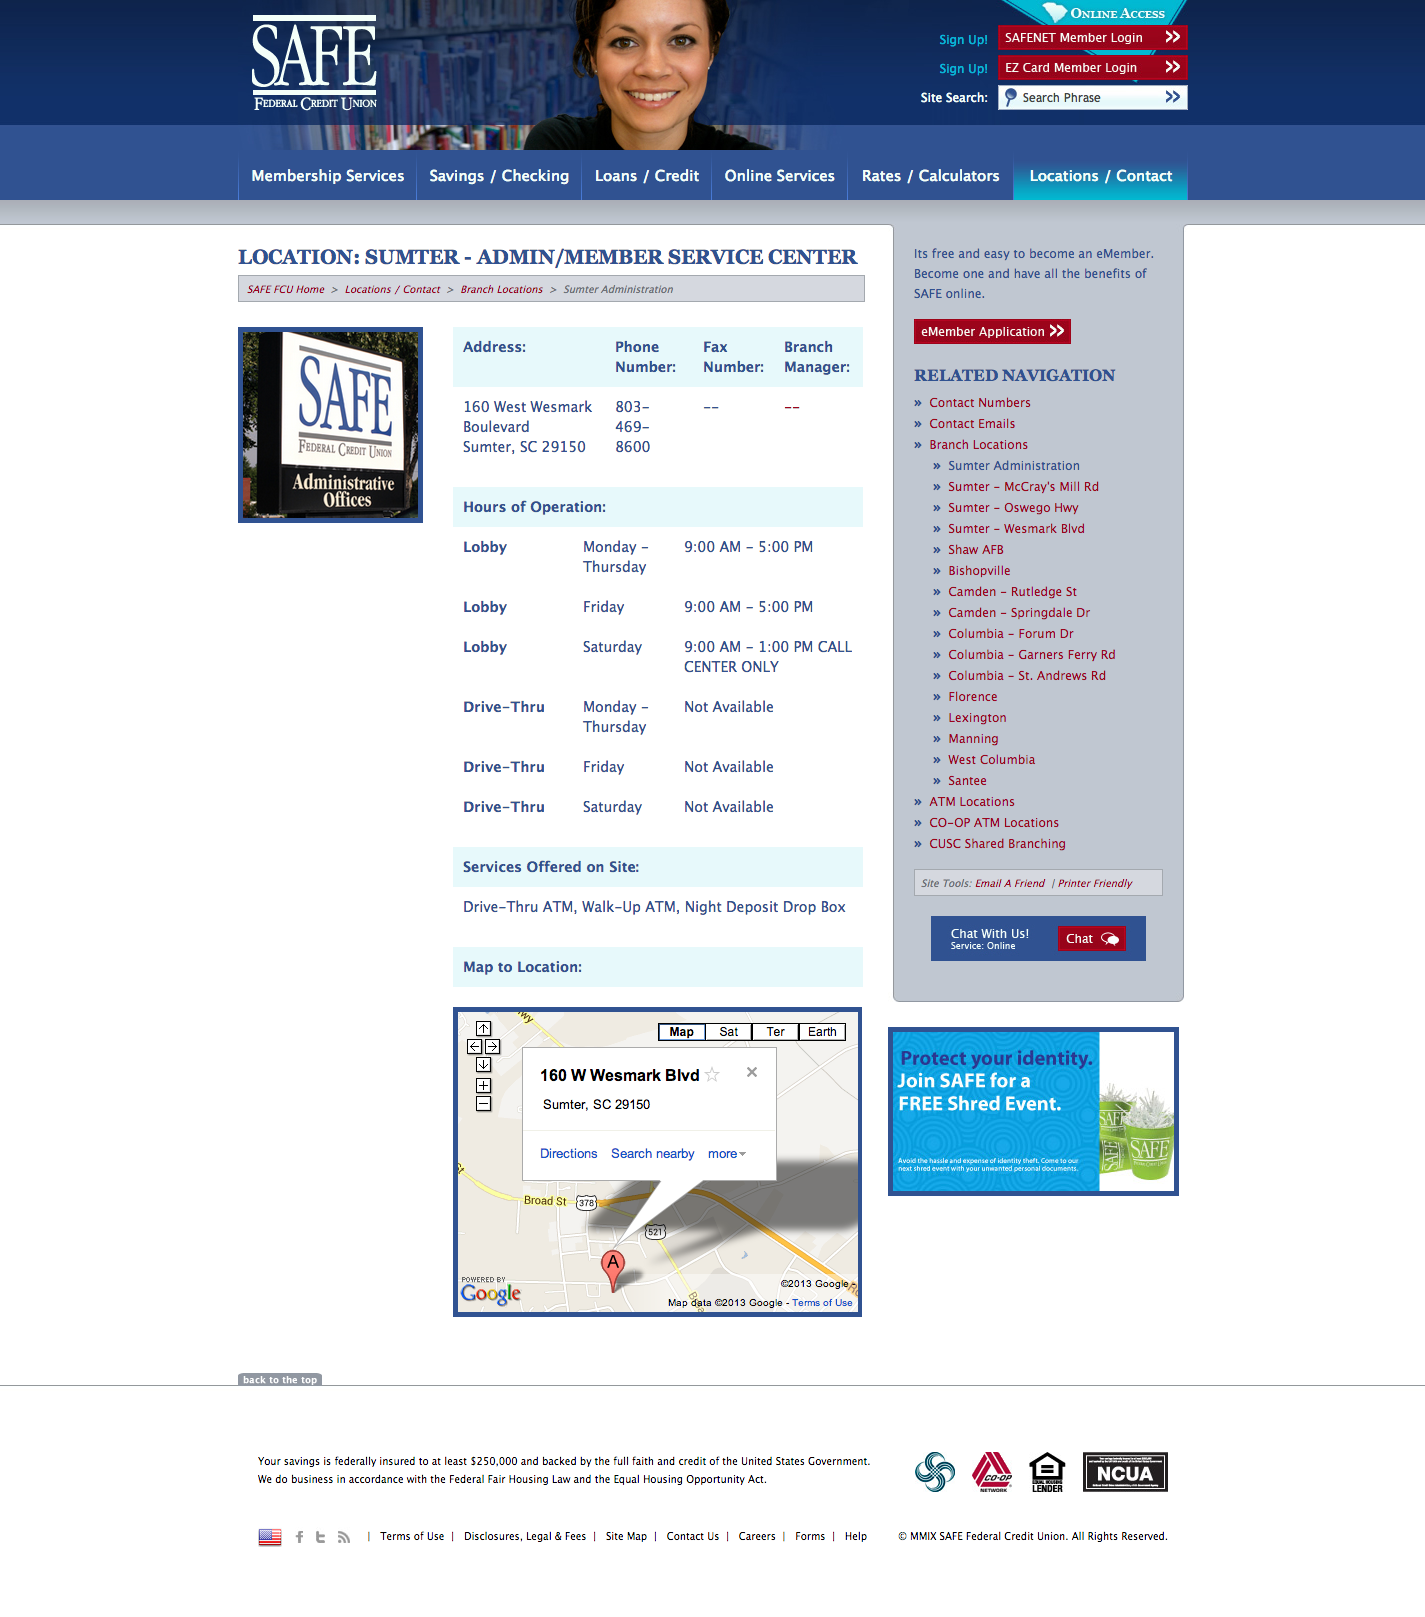 SAFE
FEDERAL CREDIT UNION
ONLINE ACCESS
Sign Up!
SAFENET Member Login
Sign Up!
EZ Card Member Login
Site Search:
Search Phrase
Membership Services
Savings / Checking
Loans / Credit
Online Services
Rates / Calculators
Locations / Contact
LOCATION: SUMTER - ADMIN/MEMBER SERVICE CENTER
SAFE FCU Home > Locations / Contact > Branch Locations > Sumter Administration
SAFE
FEDERAL CREDIT UNION
Administrative
Offices
Address:
Phone
Number:
Fax
Number:
Branch
Manager:
160 West Wesmark
Boulevard
Sumter, SC 29150
803-
469-
8600
--
--
Hours of Operation:
Lobby Monday - Thursday 9:00 AM - 5:00 PM
Lobby Friday 9:00 AM - 5:00 PM
Lobby Saturday 9:00 AM - 1:00 PM CALL
CENTER ONLY
Drive-Thru Monday - Thursday Not Available
Drive-Thru Friday Not Available
Drive-Thru Saturday Not Available
Services Offered on Site:
Drive-Thru ATM, Walk-Up ATM, Night Deposit Drop Box
Map to Location:
Map Sat Ter Earth
160 W Wesmark Blvd
Sumter, SC 29150
Directions Search nearby more
Broad St
378
521
A
POWERED BY
Google
©2013 Google -
Map data ©2013 Google - Terms of Use
Its free and easy to become an eMember.
Become one and have all the benefits of
SAFE online.
eMember Application
RELATED NAVIGATION
» Contact Numbers
» Contact Emails
» Branch Locations
» Sumter Administration
» Sumter - McCray's Mill Rd
» Sumter - Oswego Hwy
» Sumter - Wesmark Blvd
» Shaw AFB
» Bishopville
» Camden - Rutledge St
» Camden - Springdale Dr
» Columbia - Forum Dr
» Columbia - Garners Ferry Rd
» Columbia - St. Andrews Rd
» Florence
» Lexington
» Manning
» West Columbia
» Santee
» ATM Locations
» CO-OP ATM Locations
» CUSC Shared Branching
Site Tools: Email A Friend | Printer Friendly
Chat With Us!
Service: Online
Chat
Protect your identity.
Join SAFE for a
FREE Shred Event.
Avoid the hassle and expense of identity theft. Come to our
next shred event with your unwanted personal documents.
SAFE
SAFE
back to the top
Your savings is federally insured to at least $250,000 and backed by the full faith and credit of the United States Government.
We do business in accordance with the Federal Fair Housing Law and the Equal Housing Opportunity Act.
CO-OP
NETWORK
EQUAL HOUSING
LENDER
NCUA
| Terms of Use | Disclosures, Legal & Fees | Site Map | Contact Us | Careers | Forms | Help
© MMIX SAFE Federal Credit Union. All Rights Reserved.